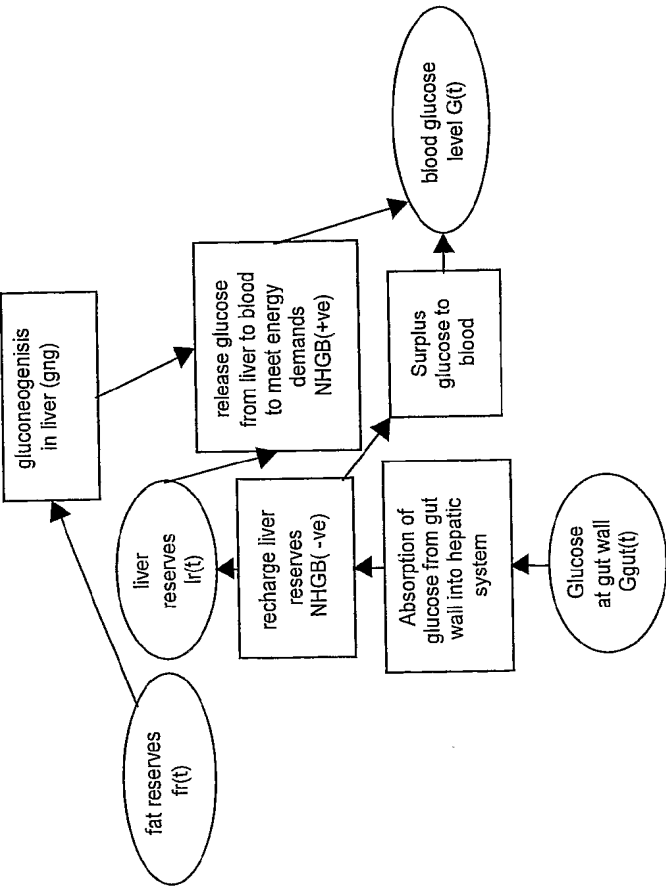 gluconeogenisis
in liver (gng)
fat reserves
fr(t)
liver
reserves
lr(t)
release glucose
from liver to blood
to meet energy
demands
NHGB(+ve)
recharge liver
reserves
NHGB( -ve)
Surplus
glucose to
blood
blood glucose
level G(t)
Absorption of
glucose from gut
wall into hepatic
system
Glucose
at gut wall
Ggut(t)